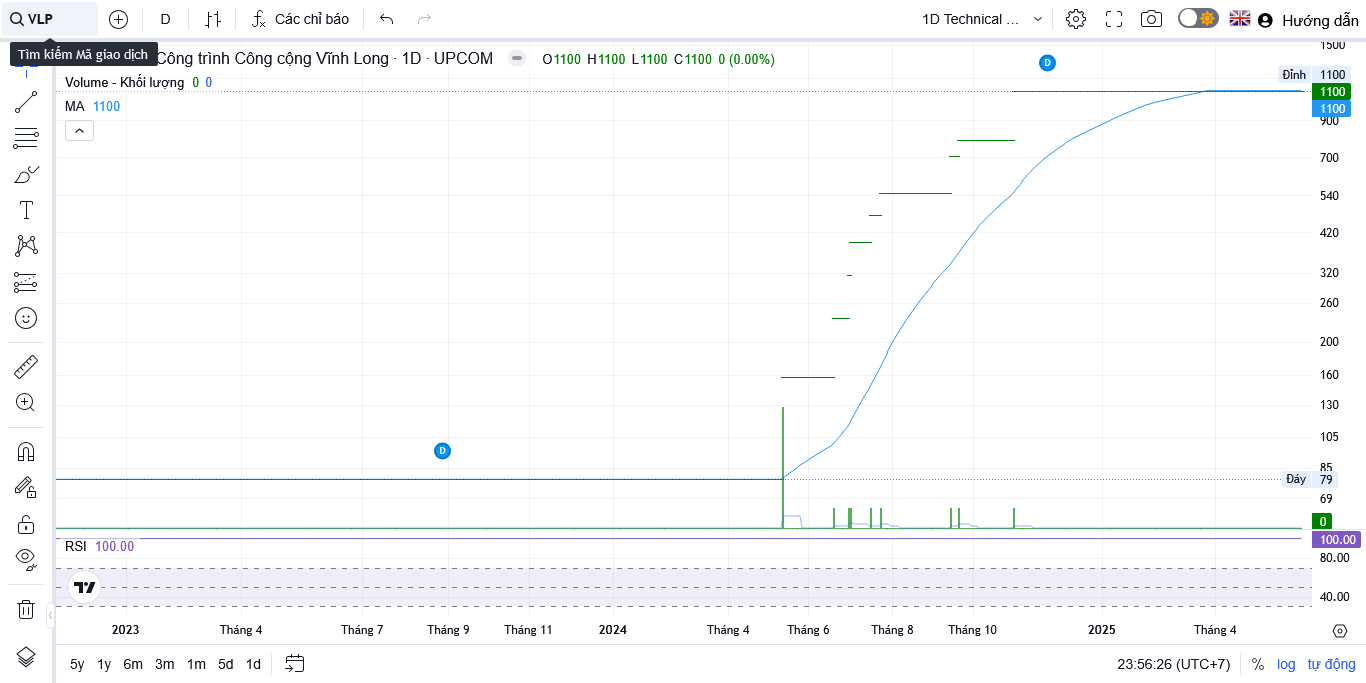 VLP
D
Các chỉ báo
1D Technical ...
Hướng dẫn
Tìm kiếm Mã giao dịch
Công trình Công cộng Vĩnh Long · 1D · UPCOM
O1100 H1100 L1100 C1100 0 (0.00%)
Volume - Khối lượng 0 0
MA 1100
D
D
1500
Đỉnh 1100
1100
1100
900
700
540
420
320
260
200
160
130
105
85
Đáy 79
69
0
RSI 100.00
100.00
80.00
40.00
2023
Tháng 4
Tháng 7
Tháng 9
Tháng 11
2024
Tháng 4
Tháng 6
Tháng 8
Tháng 10
2025
Tháng 4
5y 1y 6m 3m 1m 5d 1d
23:56:26 (UTC+7)
% log tự động